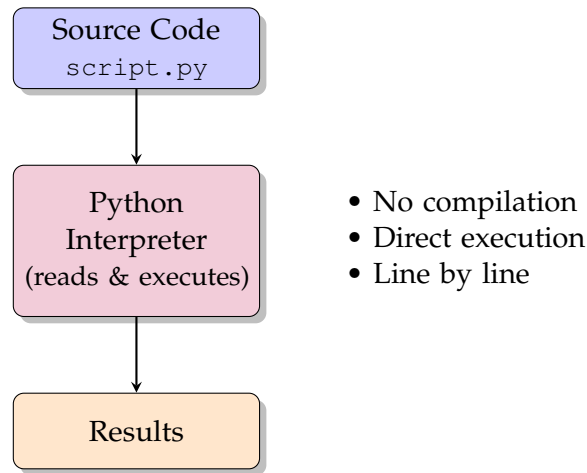 Source Code
script.py
Python
Interpreter
(reads & executes)
• No compilation
• Direct execution
• Line by line
Results